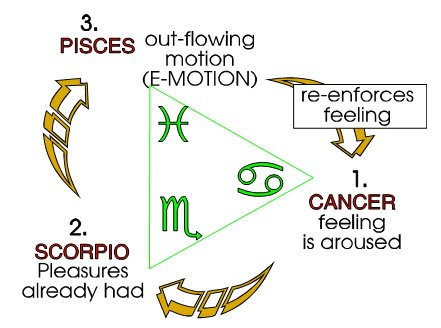 3.
PISCES
out-flowing
motion
(E-MOTION)
re-enforces
feeling
1.
CANCER
feeling
is aroused
2.
SCORPIO
Pleasures
already had